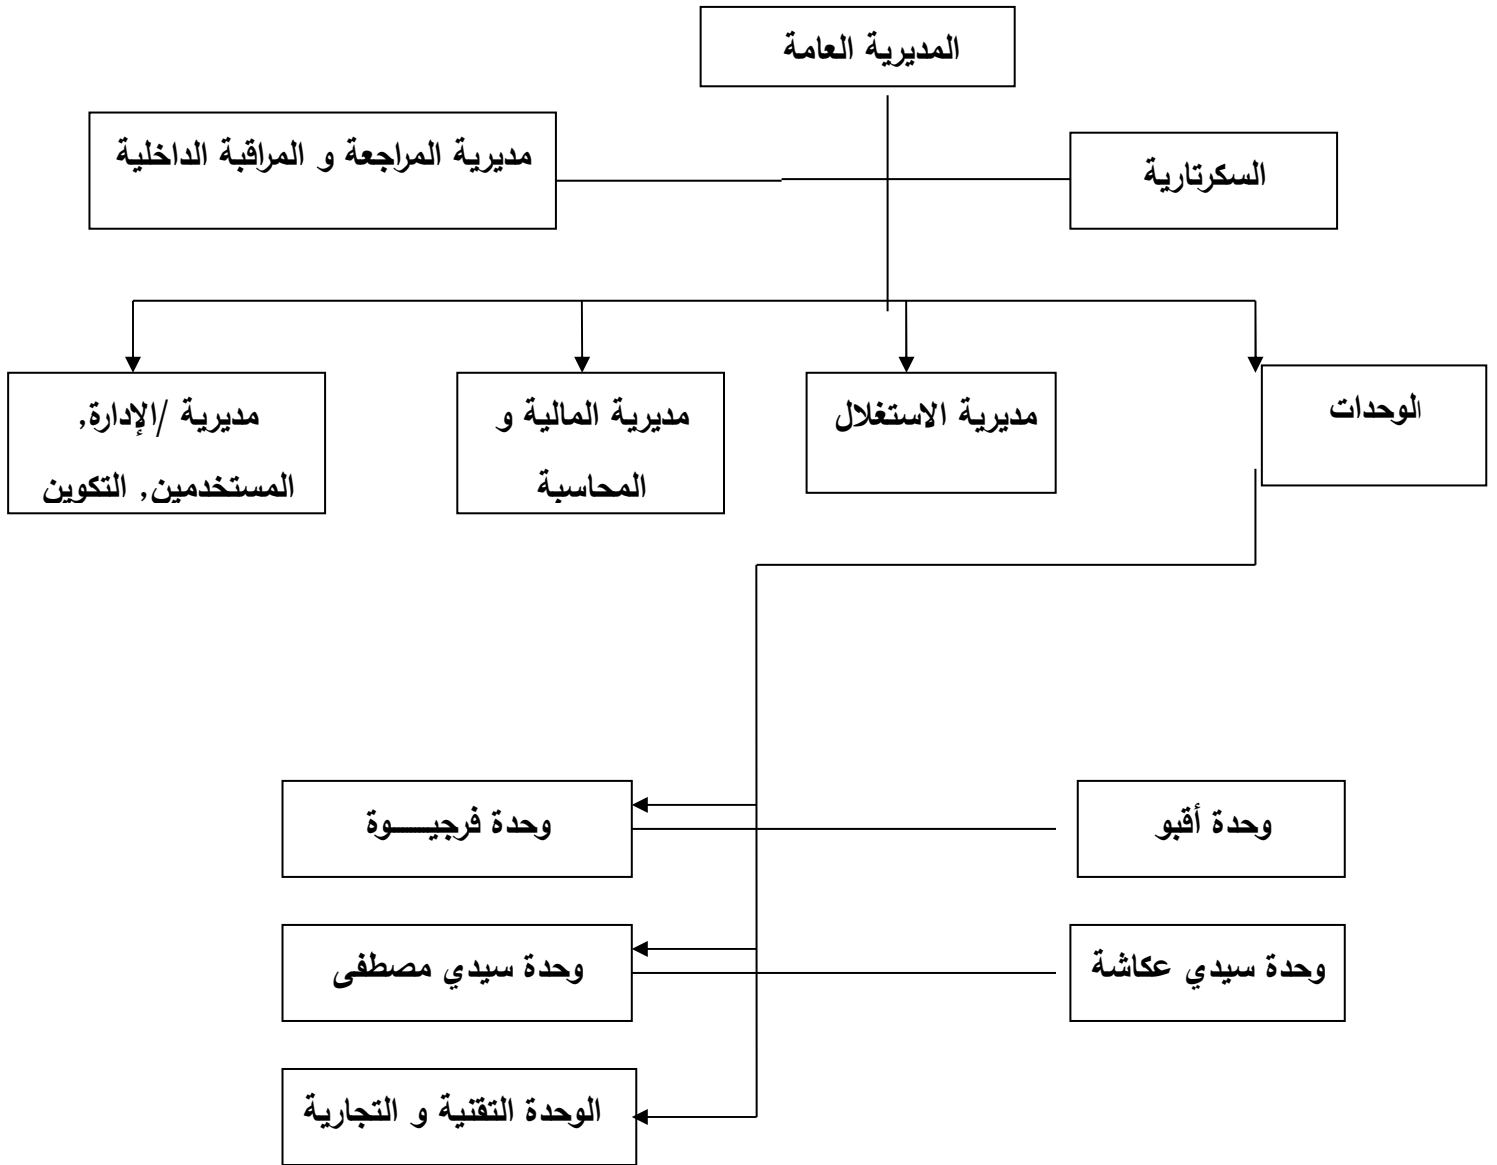 المديرية العامة
السكرتارية
مديرية المراجعة و المراقبة الداخلية
الوحدات
مديرية الاستغلال
مديرية المالية و
المحاسبة
مديرية /الإدارة,
المستخدمين, التكوين
وحدة أقبو
وحدة فرجيـــوة
وحدة سيدي عكاشة
وحدة سيدي مصطفى
الوحدة التقنية و التجارية